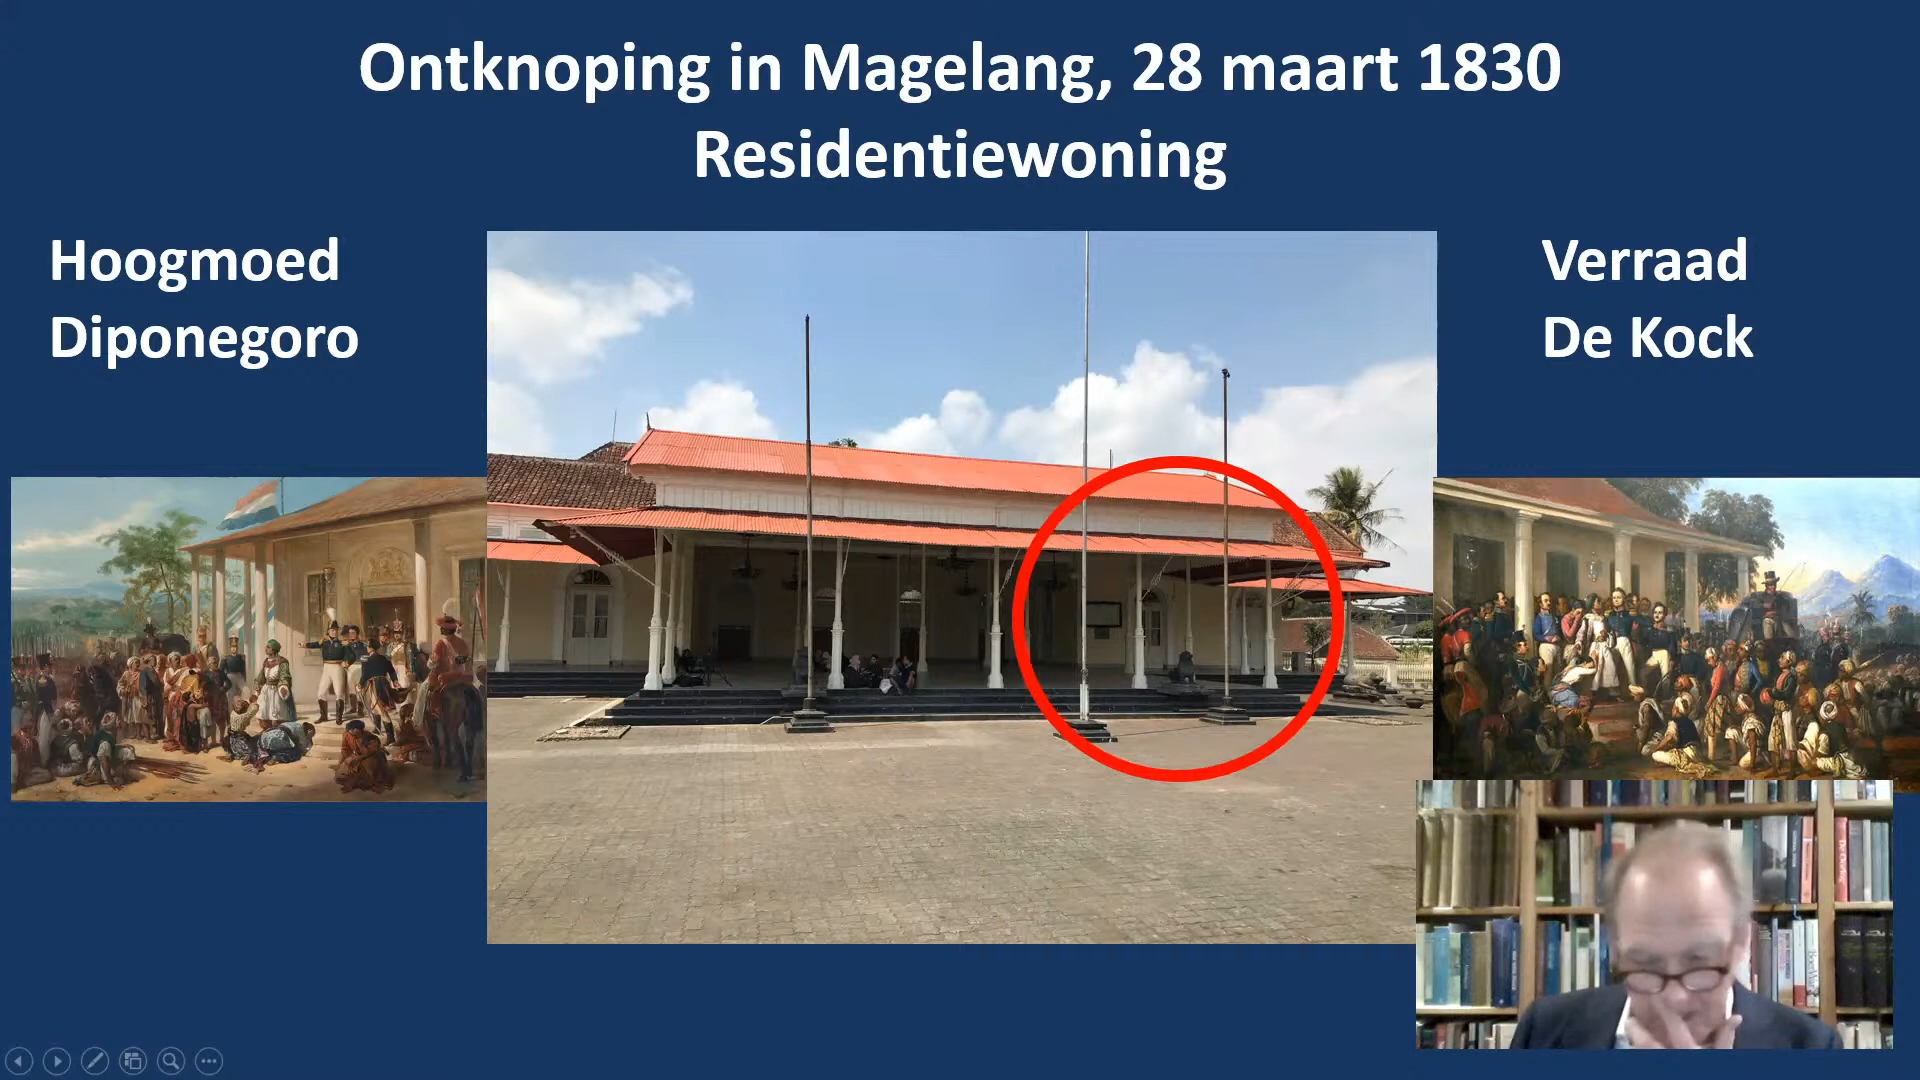 Ontknoping in Magelang, 28 maart 1830
Residentiewoning
Hoogmoed
Diponegoro
Verraad
De Kock